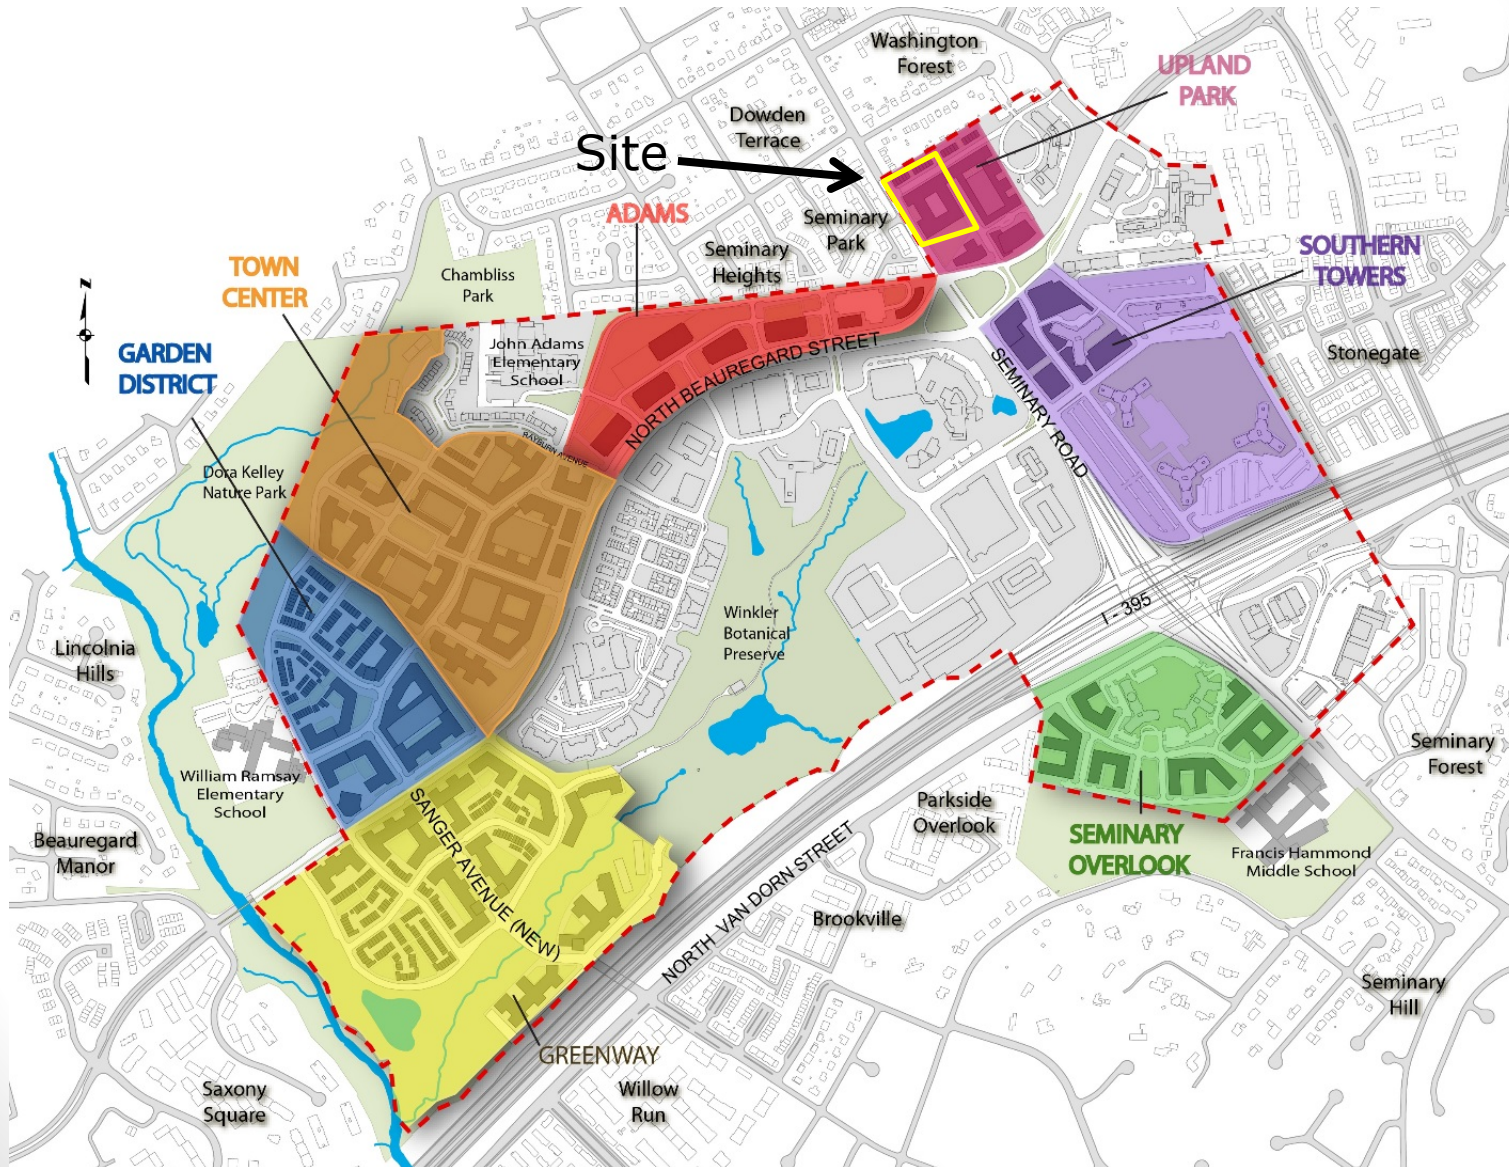 Washington
Forest
UPLAND
PARK
Dowden
Terrace
Site
ADAMS
Seminary
Park
Seminary
Heights
SOUTHERN
TOWERS
TOWN
CENTER
Chambliss
Park
N
GARDEN
DISTRICT
John Adams
Elementary
School
NORTH BEAUREGARD STREET
SEMINARY ROAD
Stonegate
RAYBURN AVENUE
Dora Kelley
Nature Park
Winkler
Botanical
Preserve
I - 395
Lincolnia
Hills
William Ramsay
Elementary
School
SANGER AVENUE (NEW)
Parkside
Overlook
SEMINARY
OVERLOOK
Seminary
Forest
Francis Hammond
Middle School
Beauregard
Manor
NORTH VAN DORN STREET
Brookville
Seminary
Hill
GREENWAY
Saxony
Square
Willow
Run